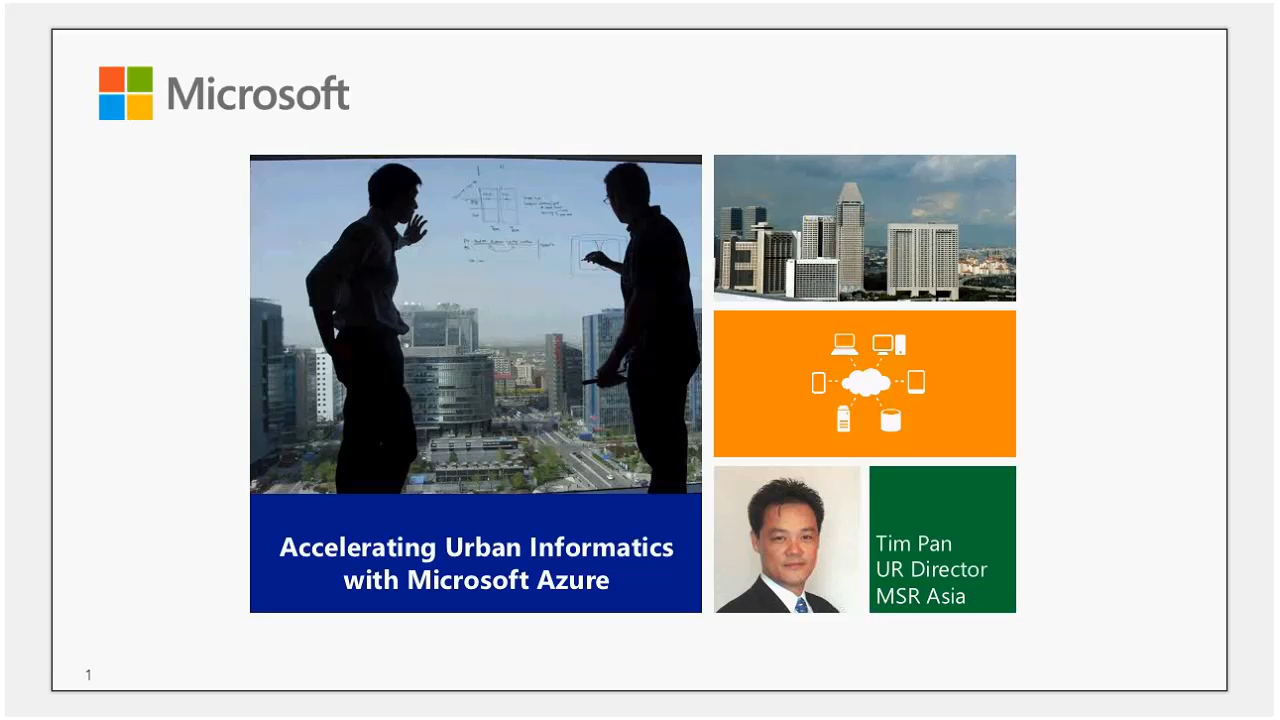 Microsoft
Accelerating Urban Informatics
with Microsoft Azure
Tim Pan
UR Director
MSR Asia
1